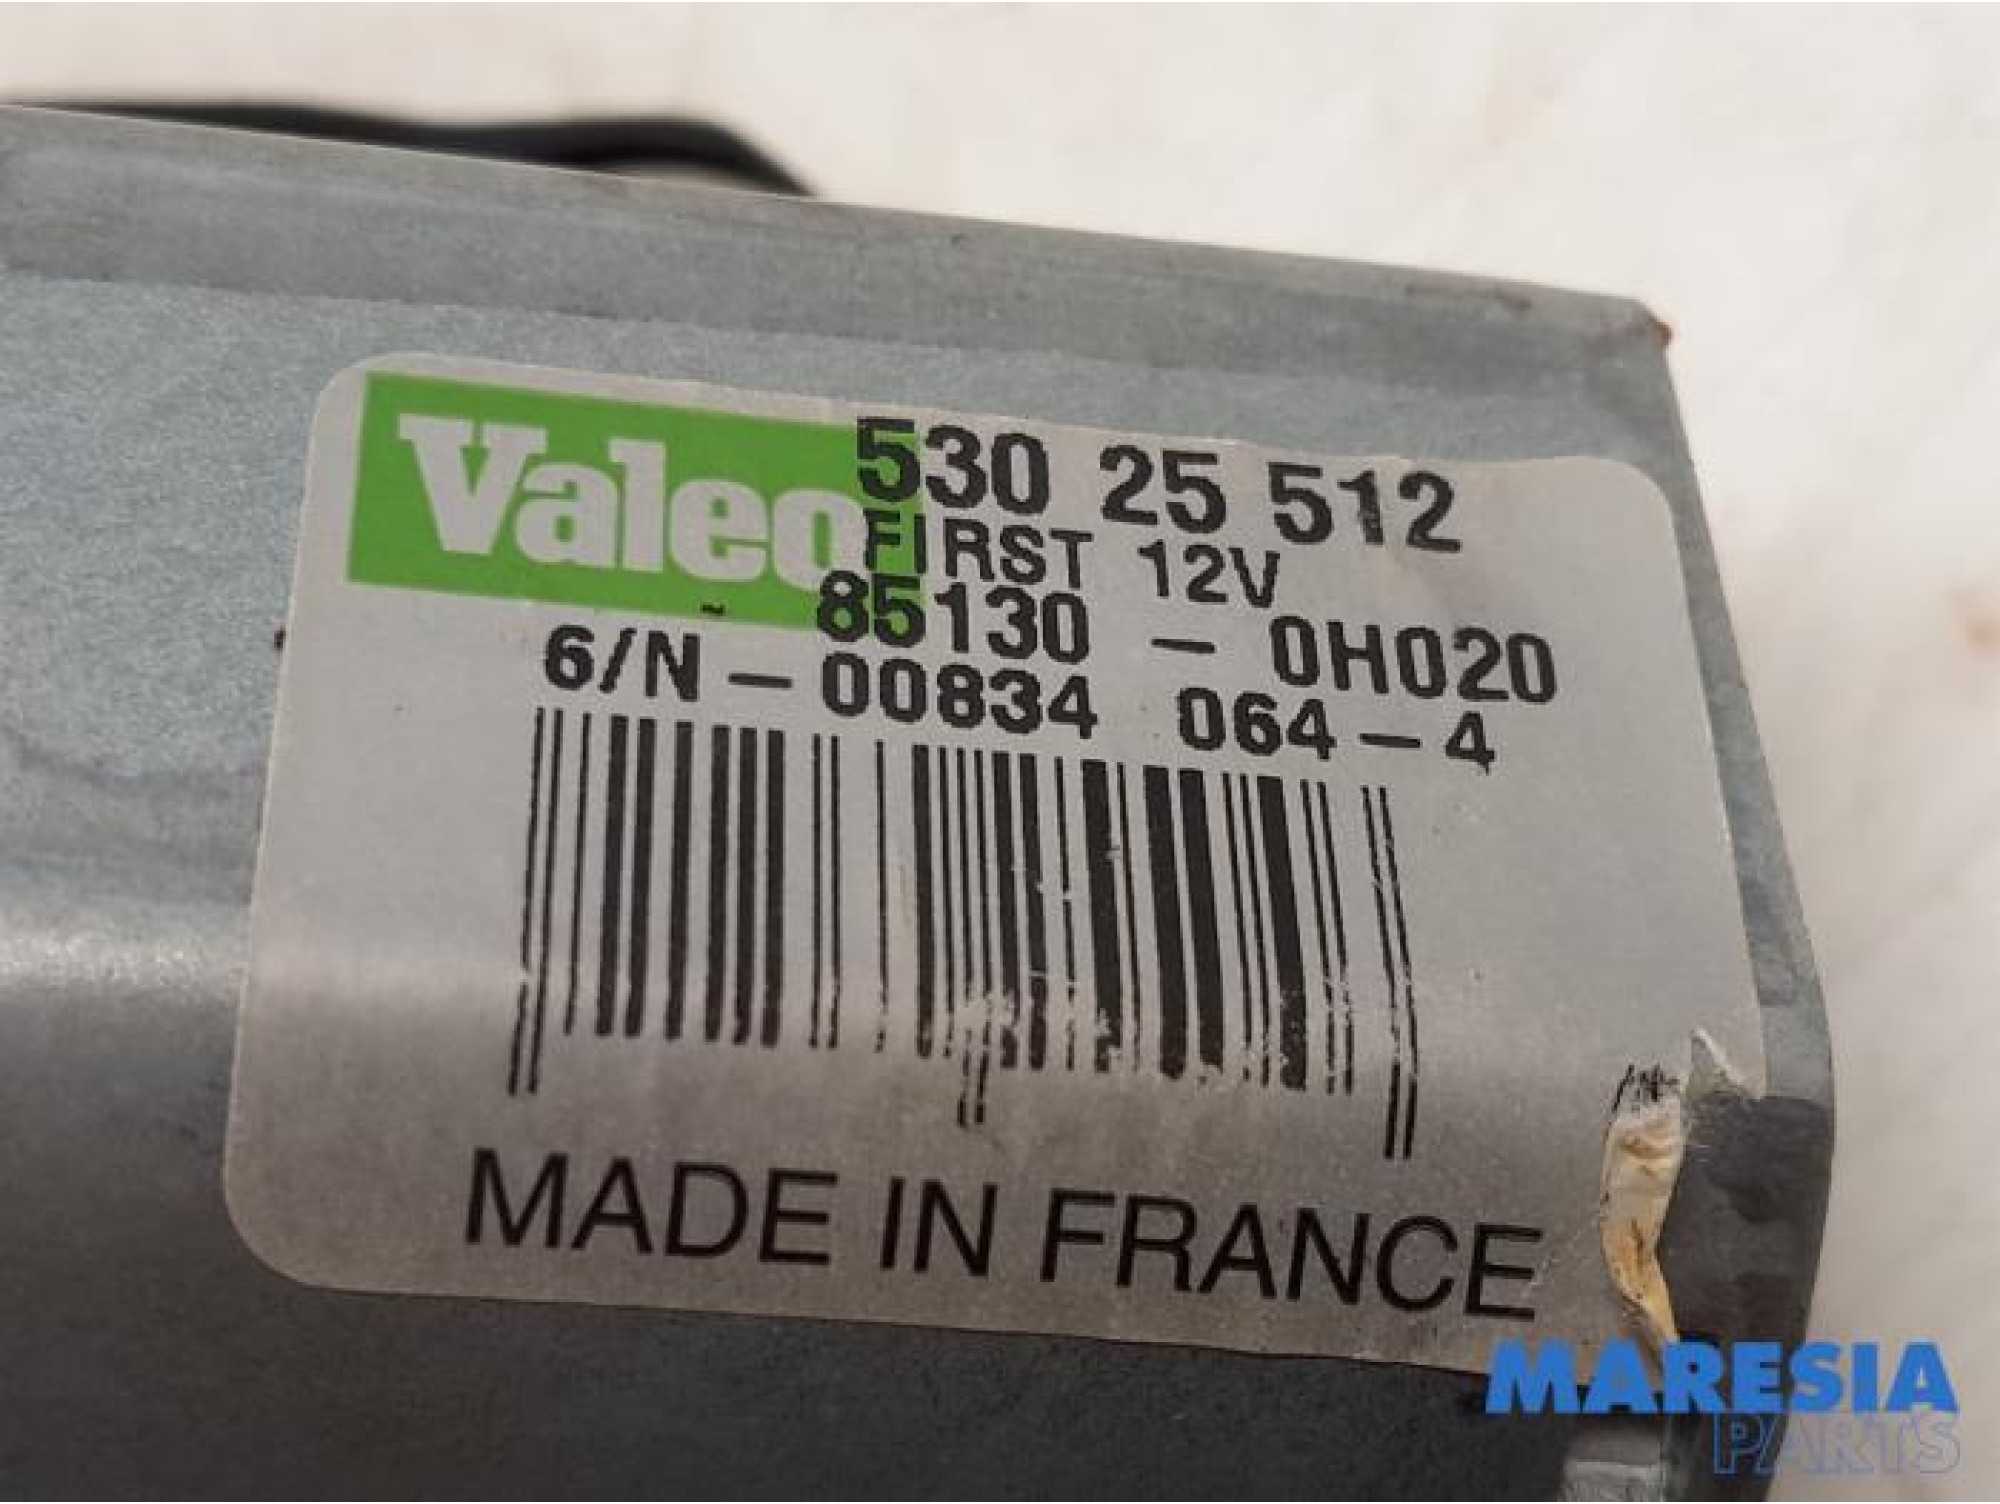 Valeo 530 25 512
FIRST 12V
85130 - 0H020
6/N - 00834 064 - 4
MADE IN FRANCE
MARESIA
PARTS